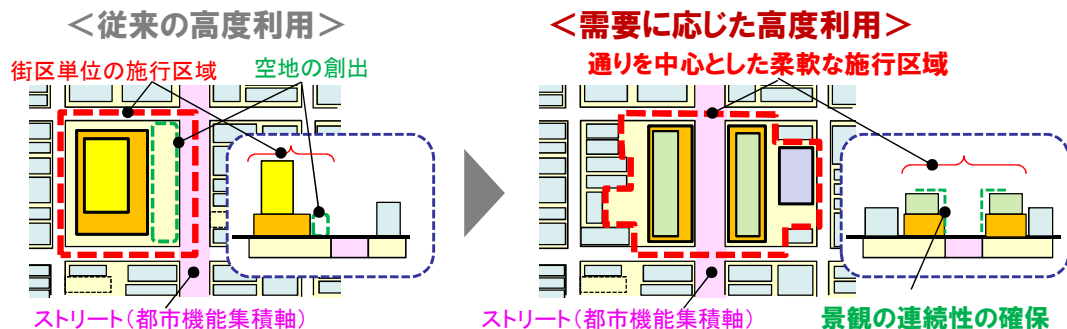 ＜従来の高度利用＞
街区単位の施行区域
空地の創出
ストリート（都市機能集積軸）
＜需要に応じた高度利用＞
通りを中心とした柔軟な施行区域
ストリート（都市機能集積軸）
景観の連続性の確保